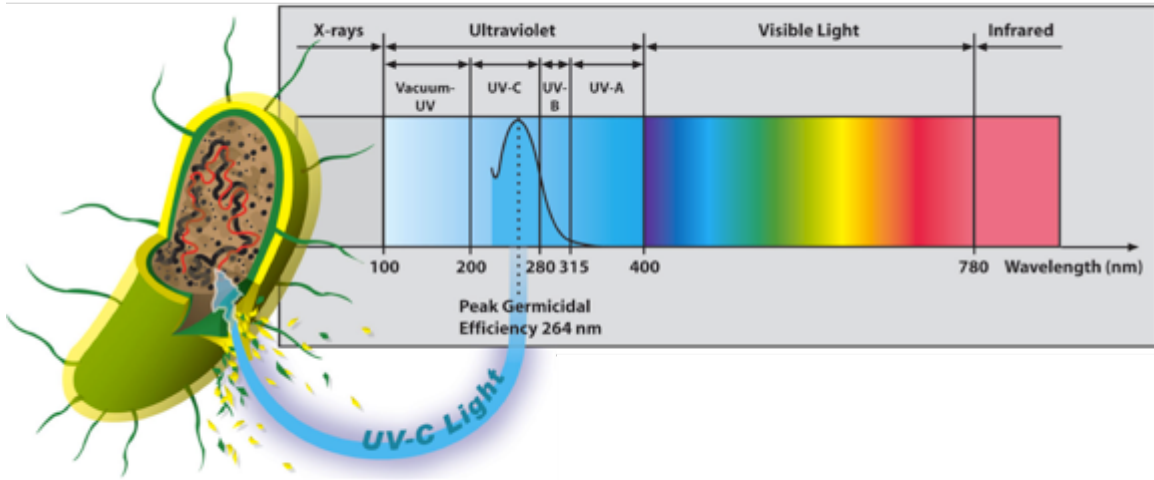 X-rays Ultraviolet Visible Light Infrared
Vacuum-
UV
UV-C
UV-
B
UV-A
100 200 280 315 400 780 Wavelength (nm)
Peak Germicidal
Efficiency 264 nm
UV-C Light